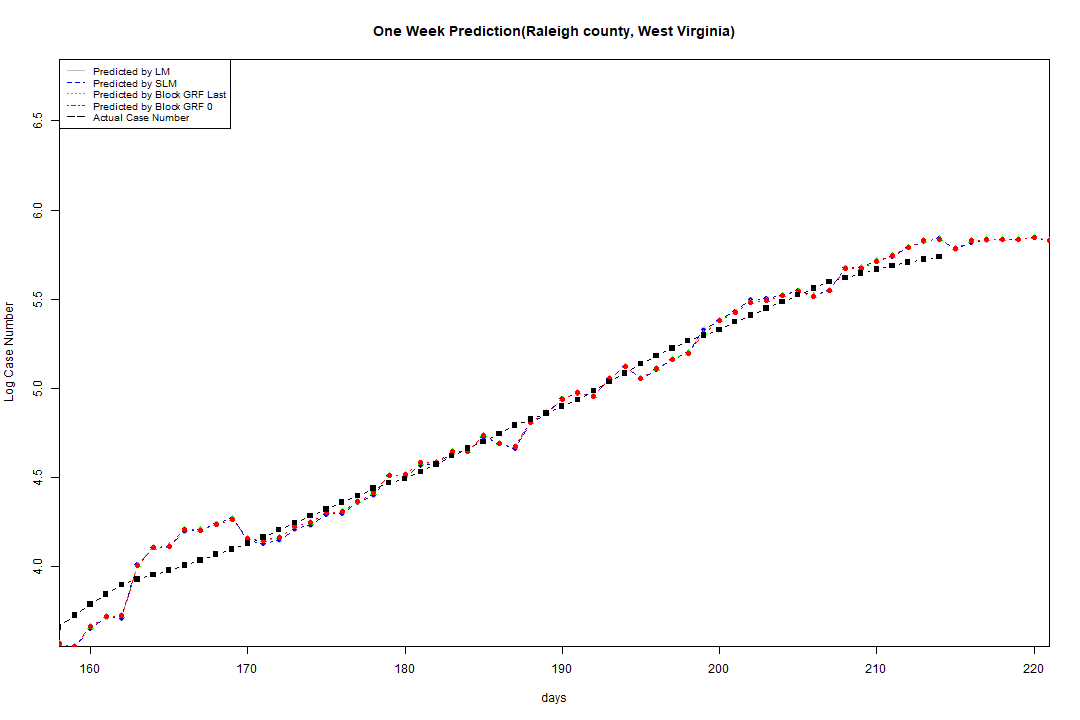 One Week Prediction(Raleigh county, West Virginia)
Predicted by LM
Predicted by SLM
Predicted by Block GRF Last
Predicted by Block GRF 0
Actual Case Number
6.5
6.0
5.5
5.0
4.5
4.0
Log Case Number
160 170 180 190 200 210 220
days